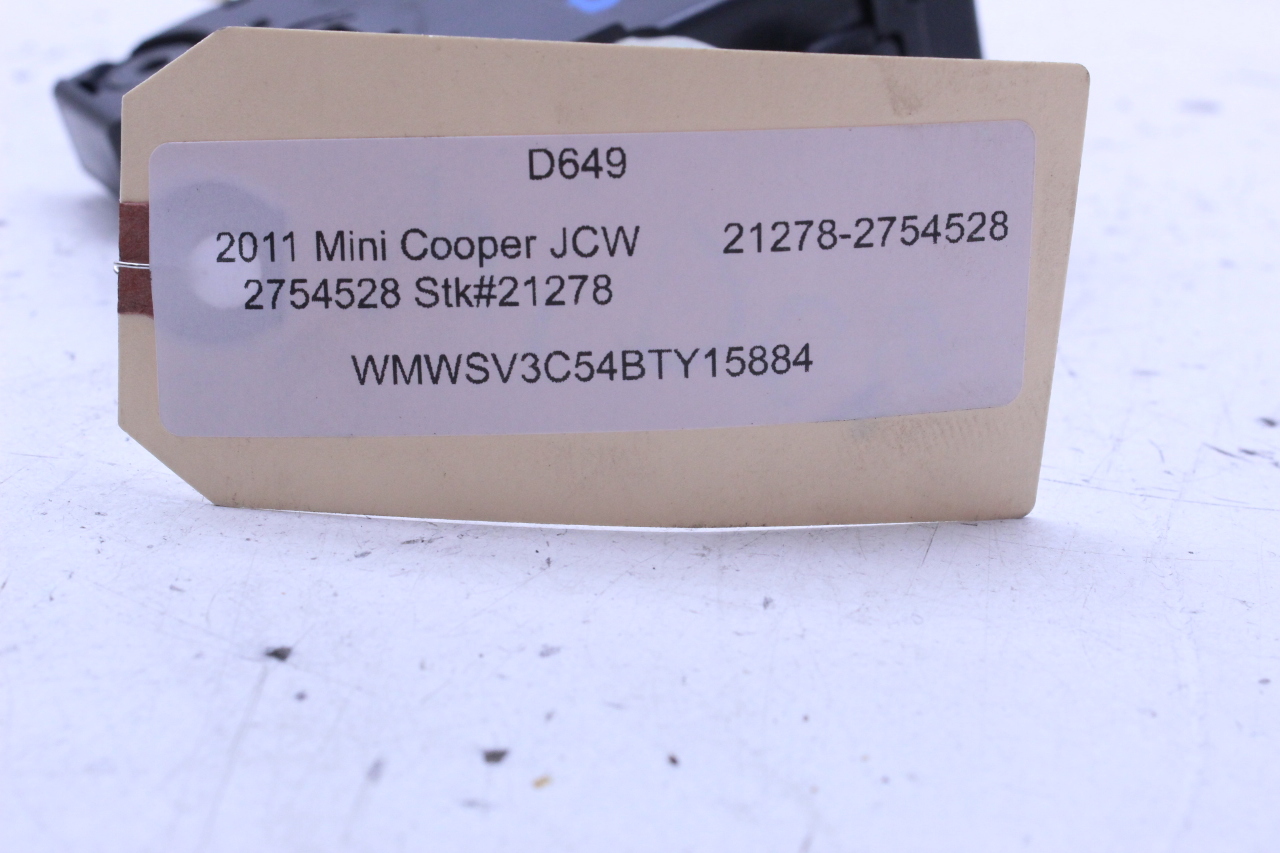 D649
2011 Mini Cooper JCW 21278-2754528
2754528 Stk#21278
WMWSV3C54BTY15884